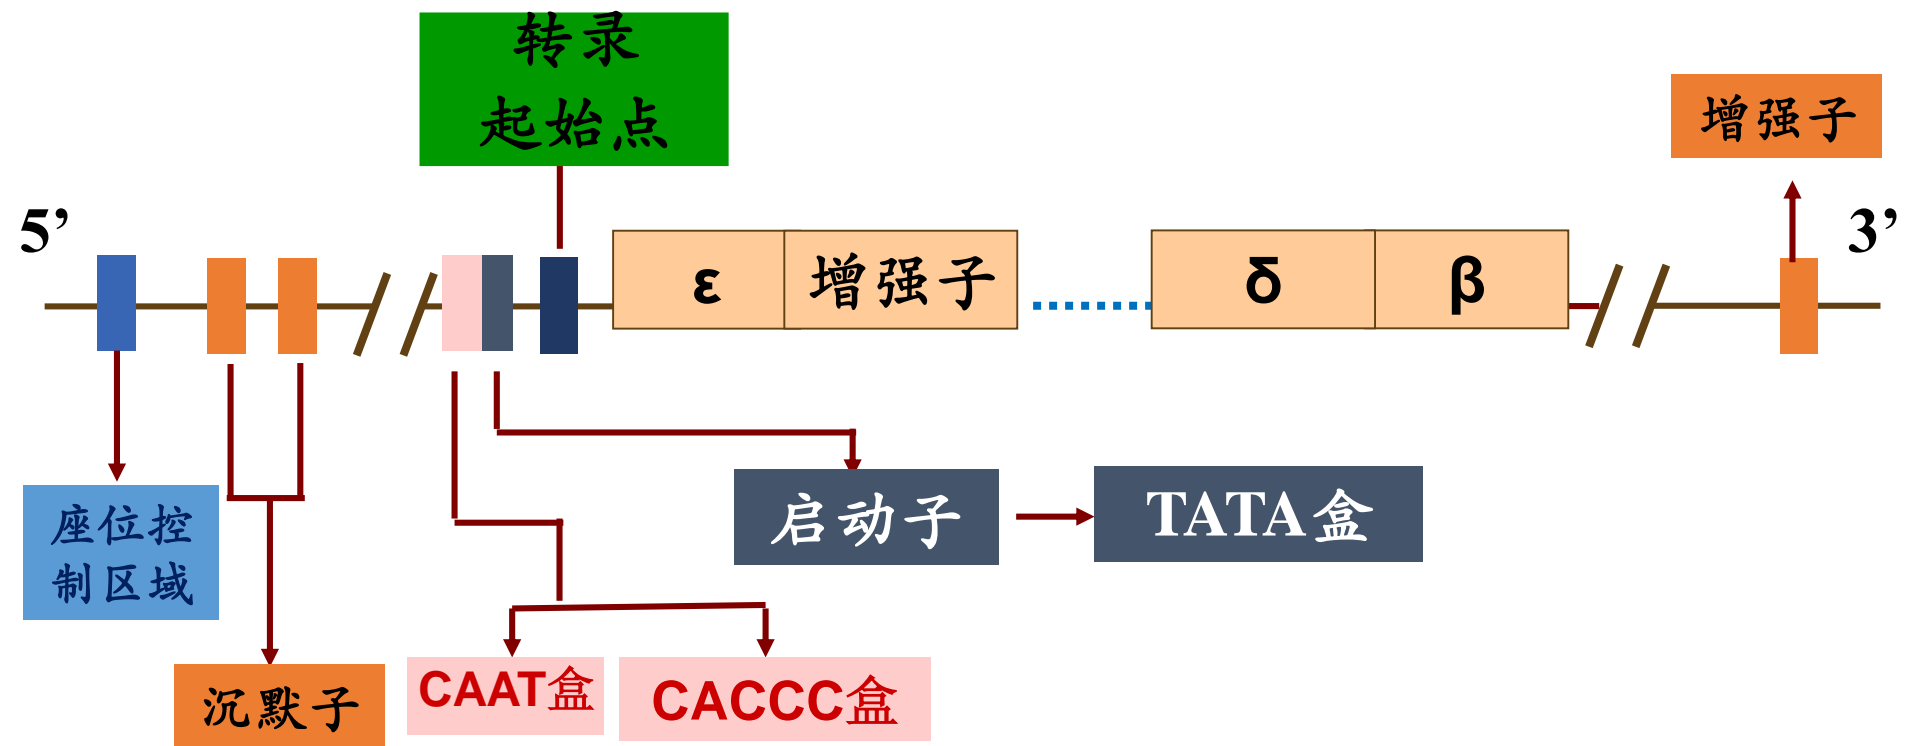 转录
起始点
增强子
5’
3’
ε
增强子
δ
β
座位控
制区域
启动子
TATA盒
沉默子
CAAT盒
CACCC盒